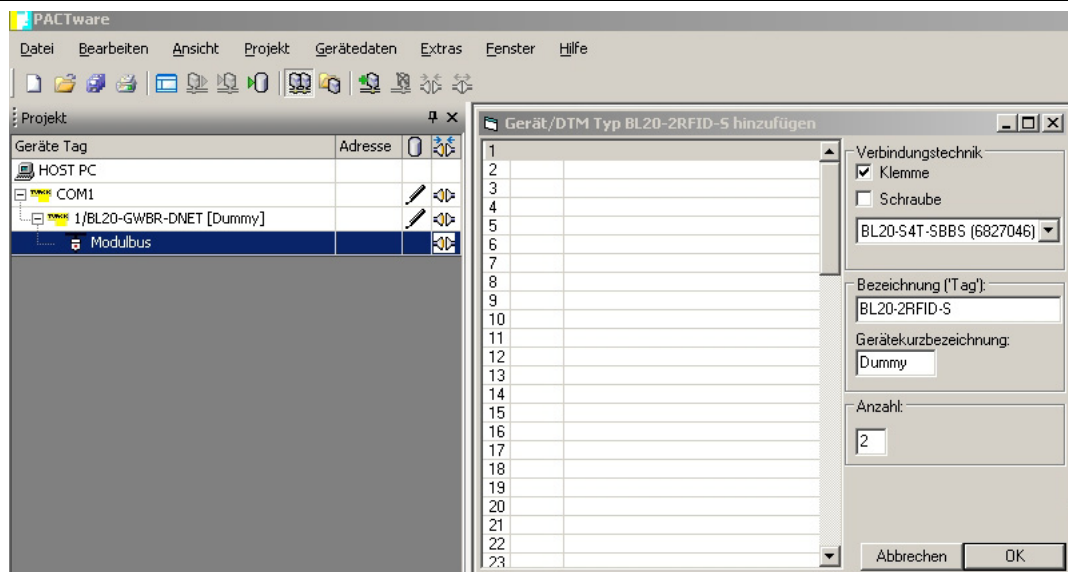 PACTware
Datei Bearbeiten Ansicht Projekt Gerätedaten Extras Fenster Hilfe
Projekt
Geräte Tag Adresse
HOST PC
TURCK COM1
TURCK 1/BL20-GWBR-DNET [Dummy]
Modulbus
Gerät/DTM Typ BL20-2RFID-S hinzufügen
1
2
3
4
5
6
7
8
9
10
11
12
13
14
15
16
17
18
19
20
21
22
23
Verbindungstechnik
Klemme
Schraube
BL20-S4T-SBBS (6827046)
Bezeichnung ('Tag'):
BL20-2RFID-S
Gerätekurzbezeichnung:
Dummy
Anzahl:
2
Abbrechen OK